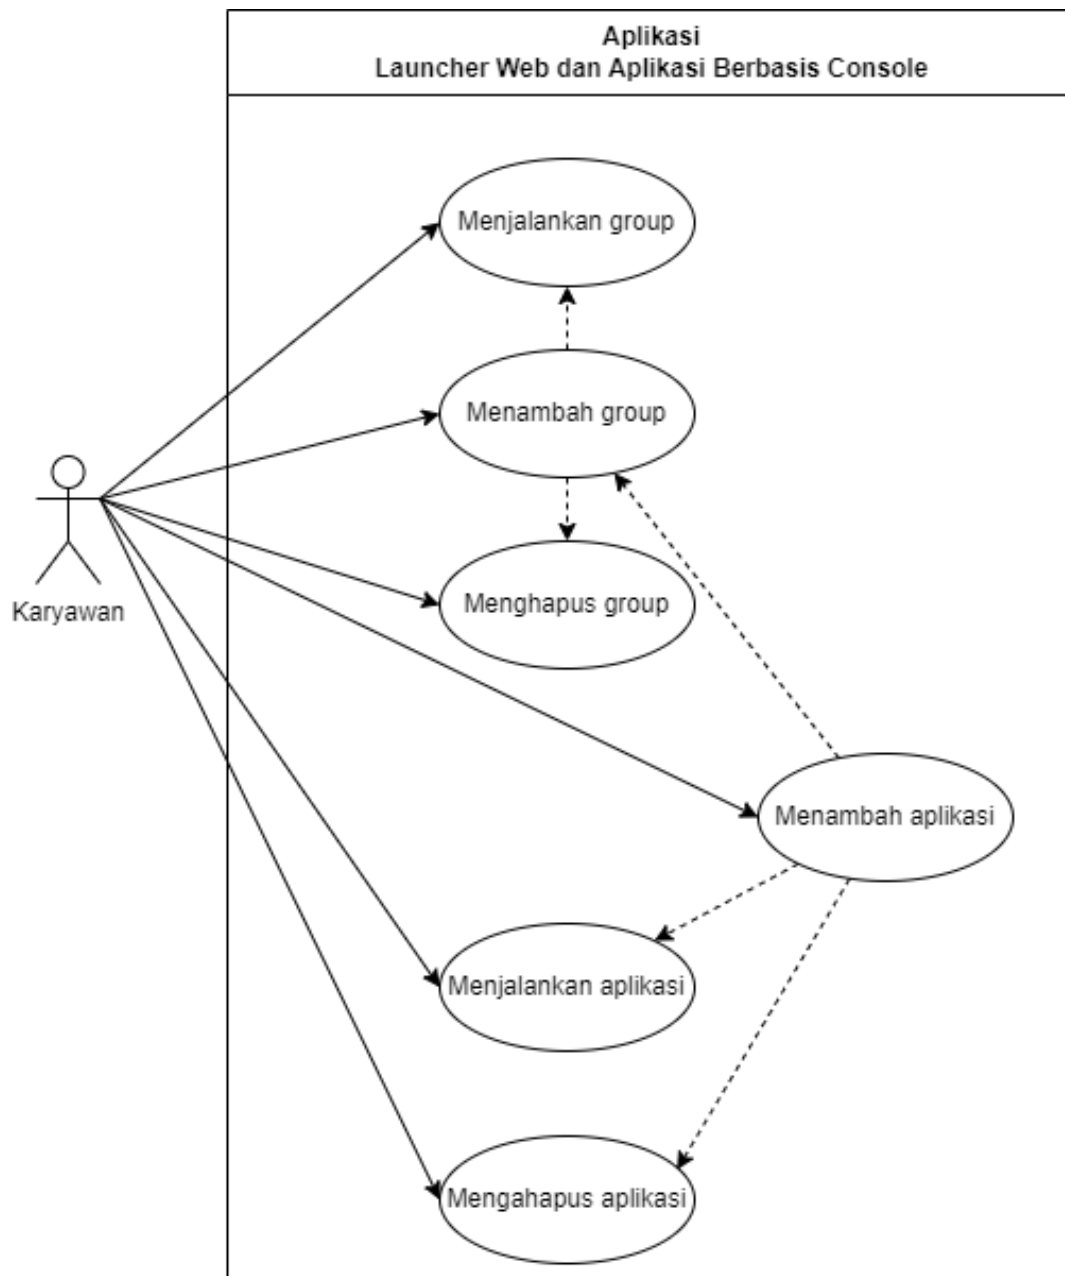 Aplikasi
Launcher Web dan Aplikasi Berbasis Console
Menjalankan group
Menambah group
Karyawan
Menghapus group
Menambah aplikasi
Menjalankan aplikasi
Mengahapus aplikasi